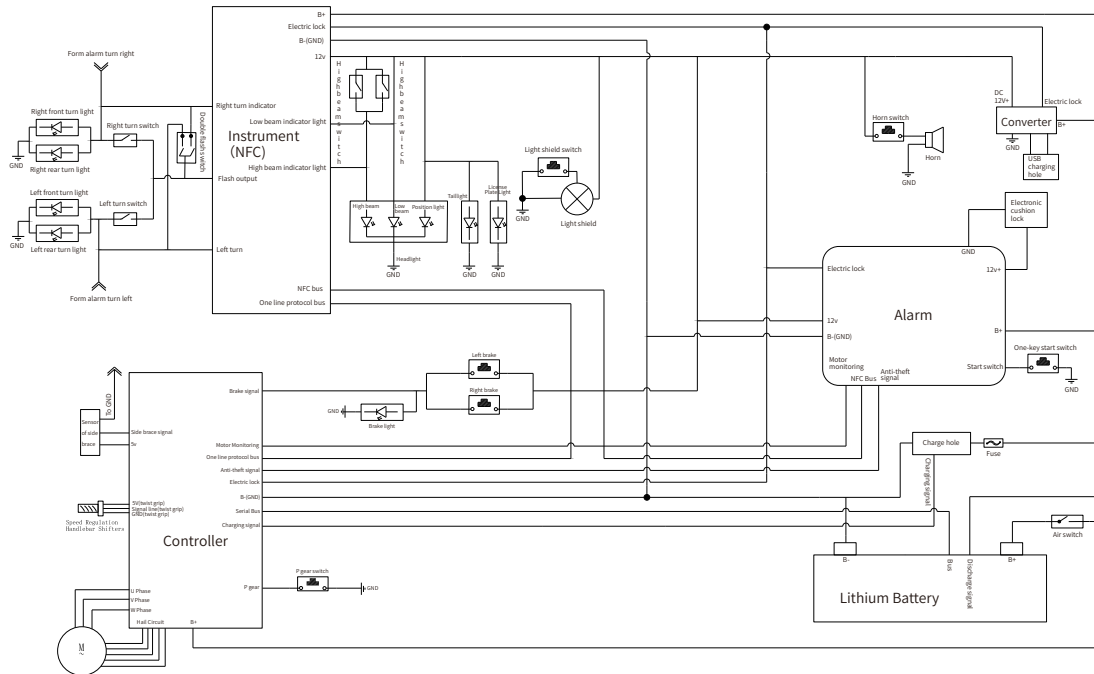 B+
Electric lock
B-(GND)
12v
Form alarm turn right
Right front turn light
Right turn switch
GND
Right rear turn light
Left front turn light
Left turn switch
GND
Left rear turn light
Form alarm turn left
Double flash switch
Right turn indicator
Low beam indicator light
Instrument
(NFC)
High beam indicator light
Flash output
Left turn
NFC bus
One line protocol bus
High beam switch
High beam switch
High beam
Low
beam
Position light
Headlight
GND
Taillight
License
Plate Light
GND
GND
Light shield switch
GND
Light shield
Horn switch
Horn
GND
DC
12V+
Electric lock
Converter
B+
GND
USB
charging
hole
Electronic
cushion
lock
GND
Electric lock
12v+
Alarm
12v
B-(GND)
B+
Motor
monitoring
NFC Bus
Anti-theft
signal
Start switch
One-key start switch
GND
To GND
Sensor
of side
brace
Side brace signal
5v
5V(twist grip)
Signal line(twist grip)
GND(twist grip)
Speed Regulation
Handlebar Shifters
Brake signal
Motor Monitoring
One line protocol bus
Anti-theft signal
Electric lock
B-(GND)
Serial Bus
Charging signal
Controller
P gear
P gear switch
GND
U Phase
V Phase
W Phase
Hail Circuit
B+
M
~
Left brake
Right brake
GND
Brake light
Charge hole
Fuse
Charging signal
Air switch
B-
Bus
Discharge signal
B+
Lithium Battery